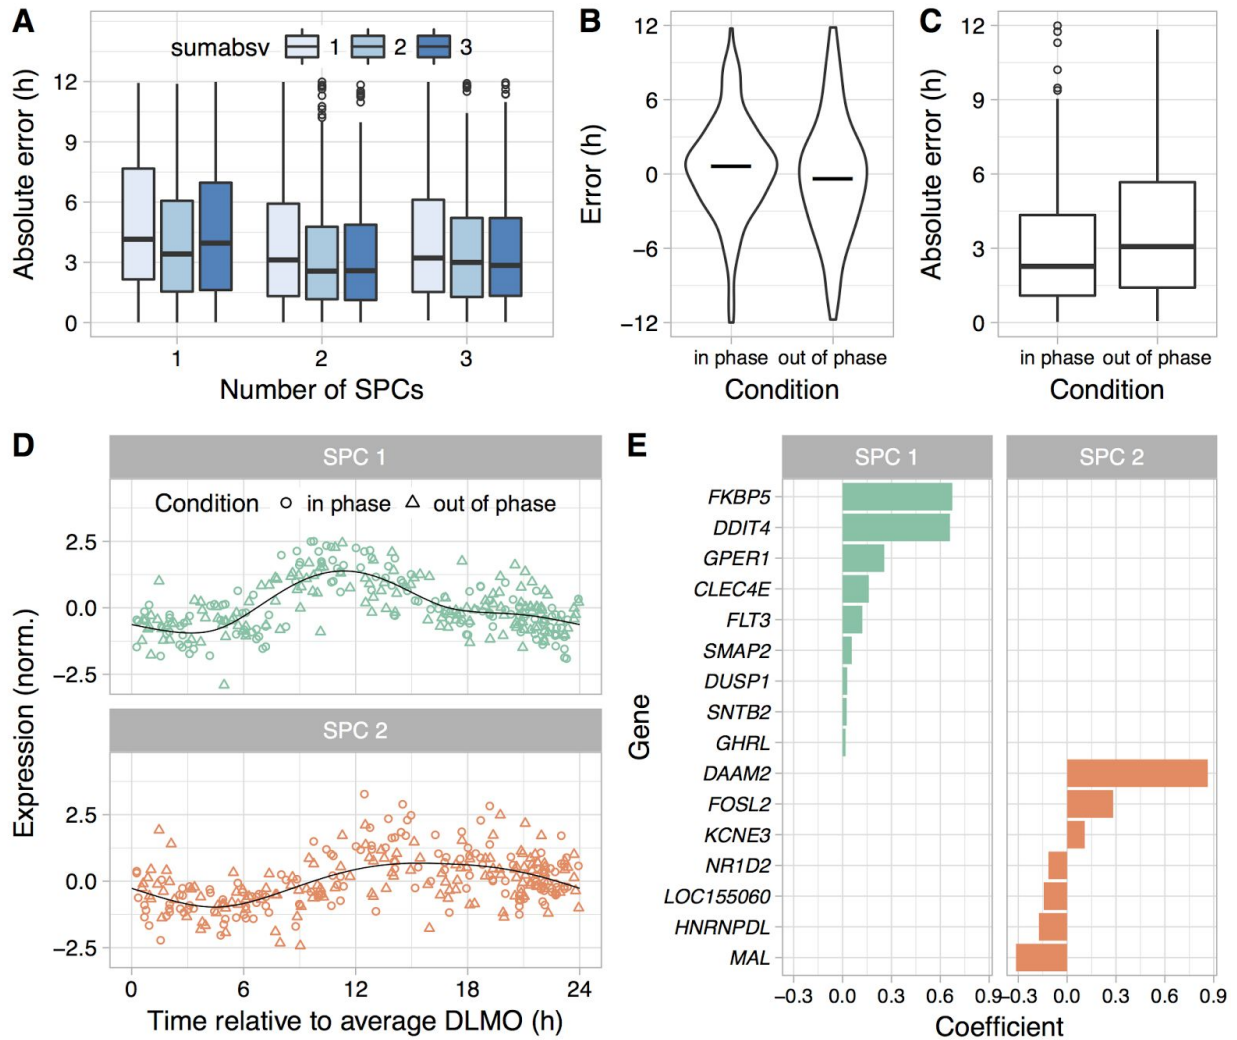 A
sumabsv 1 2 3
Absolute error (h)
12
9
6
3
0
1 2 3
Number of SPCs
B
Error (h)
12
6
0
−6
−12
in phase out of phase
Condition
C
Absolute error (h)
12
9
6
3
0
in phase out of phase
Condition
D
SPC 1
Condition in phase out of phase
2.5
0.0
−2.5
SPC 2
2.5
0.0
−2.5
Expression (norm.)
0 6 12 18 24
Time relative to average DLMO (h)
E
SPC 1 SPC 2
Gene
FKBP5
DDIT4
GPER1
CLEC4E
FLT3
SMAP2
DUSP1
SNTB2
GHRL
DAAM2
FOSL2
KCNE3
NR1D2
LOC155060
HNRNPDL
MAL
−0.3 0.0 0.3 0.6 0.9 −0.3 0.0 0.3 0.6 0.9
Coefficient